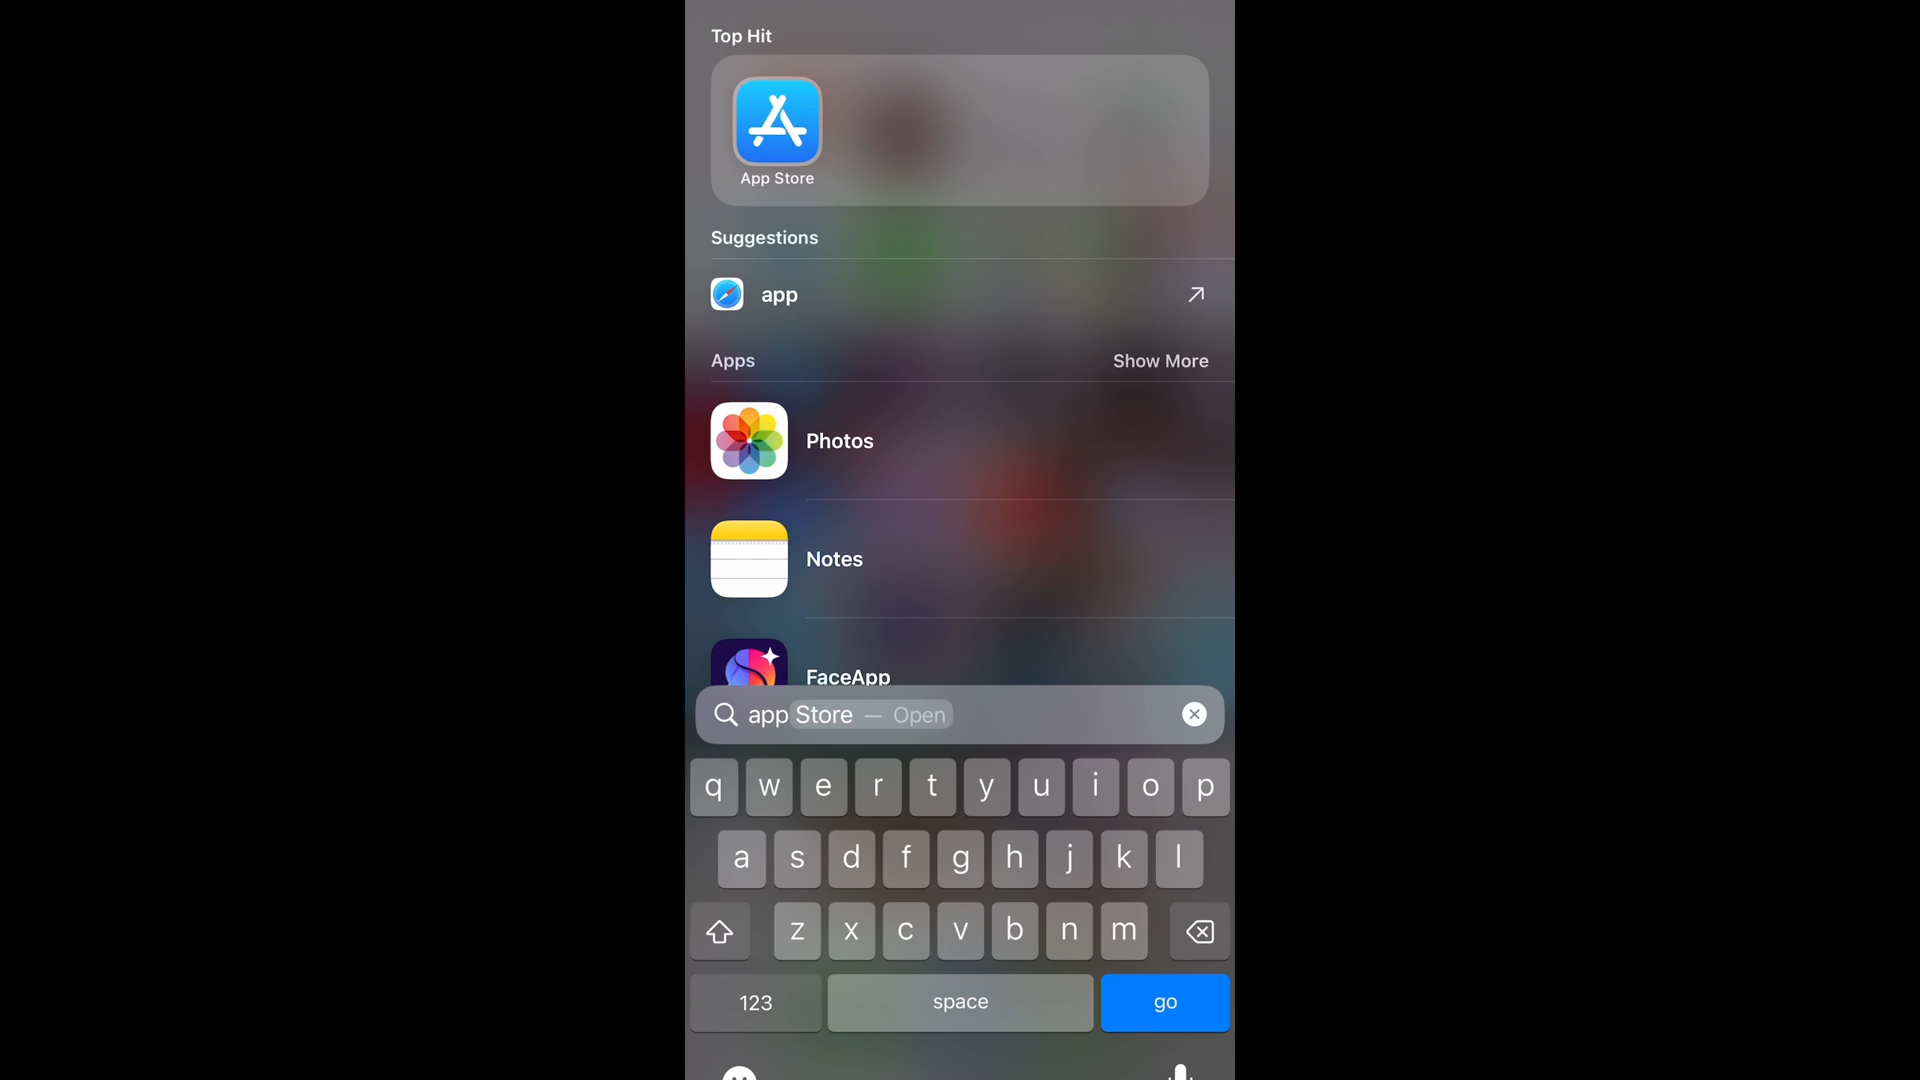 Top Hit
App Store
Suggestions
app
Apps Show More
Photos
Notes
FaceApp
app Store — Open
q w e r t y u i o p
a s d f g h j k l
z x c v b n m
123 space go